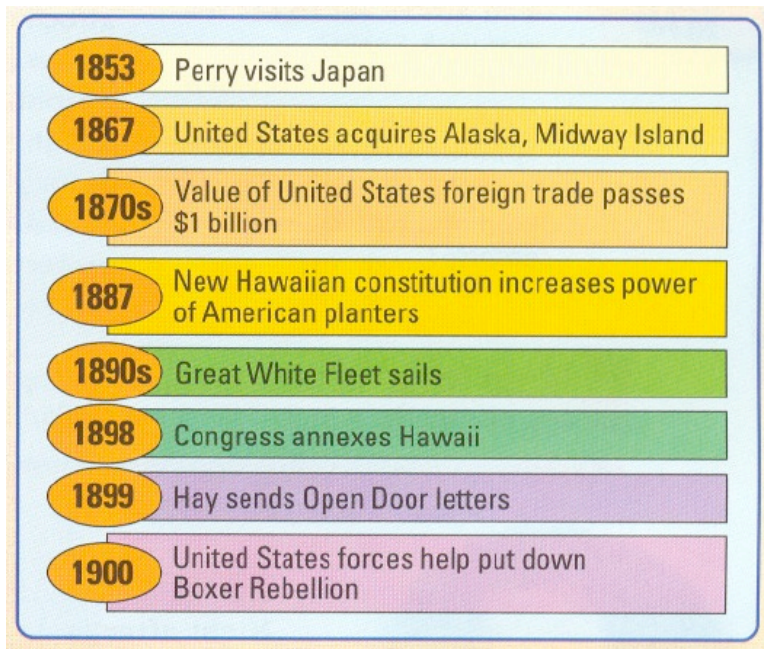 1853 Perry visits Japan
1867 United States acquires Alaska, Midway Island
1870s Value of United States foreign trade passes
$1 billion
1887 New Hawaiian constitution increases power
of American planters
1890s Great White Fleet sails
1898 Congress annexes Hawaii
1899 Hay sends Open Door letters
1900 United States forces help put down
Boxer Rebellion